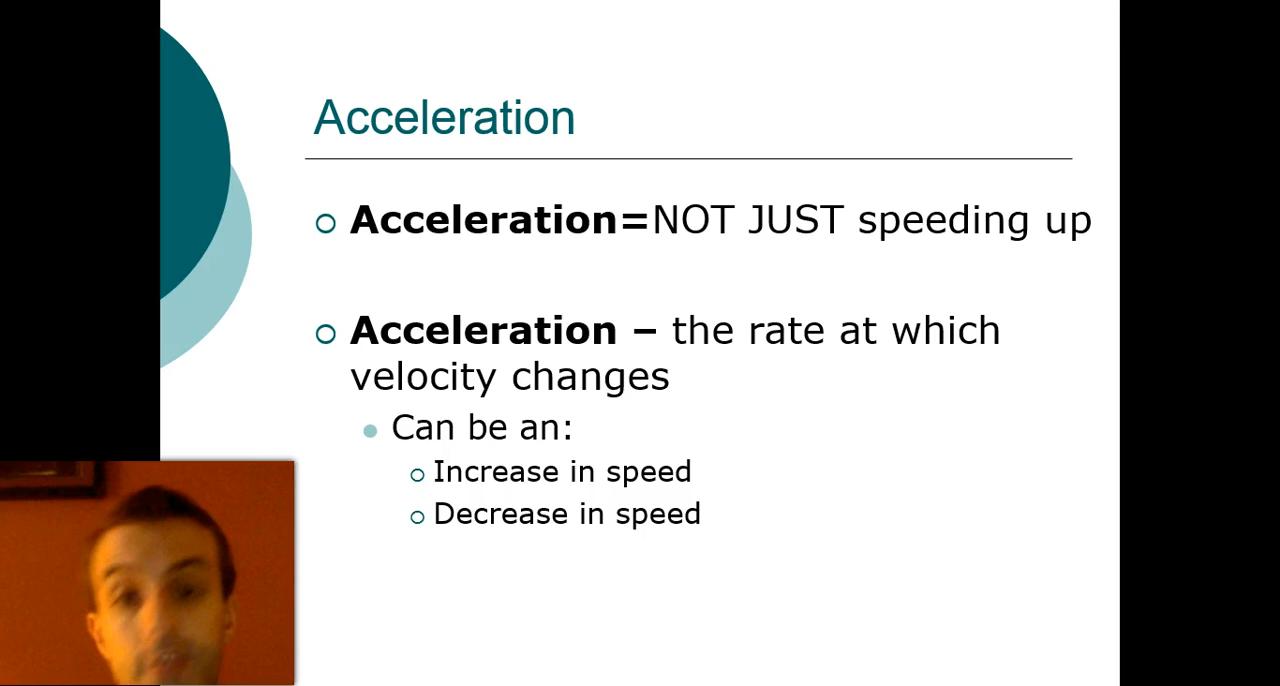 Acceleration
Acceleration=NOT JUST speeding up
Acceleration – the rate at which
velocity changes
Can be an:
Increase in speed
Decrease in speed